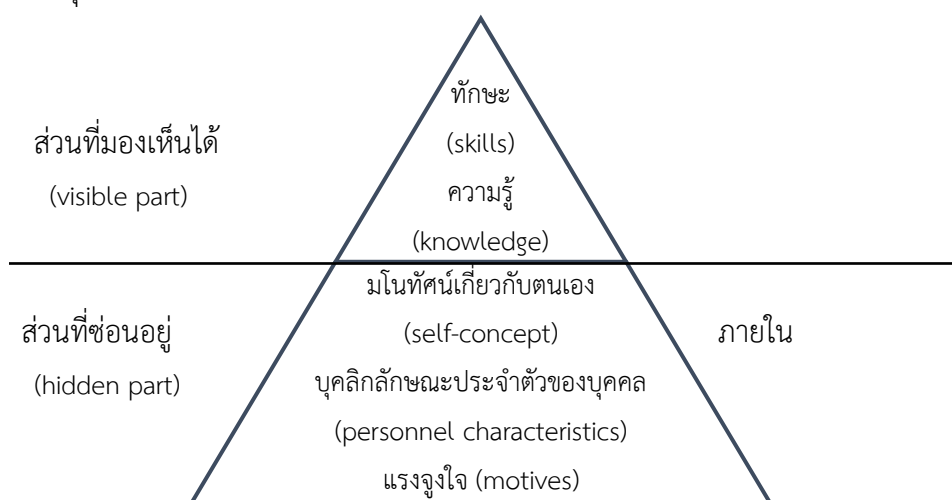 ทักษะ
ส่วนที่มองเห็นได้
(skills)
(visible part)
ความรู้
(knowledge)
มโนทัศน์เกี่ยวกับตนเอง
ส่วนที่ซ่อนอยู่
(self-concept)
ภายใน
(hidden part)
บุคลิกลักษณะประจำตัวของบุคคล
(personnel characteristics)
แรงจูงใจ (motives)